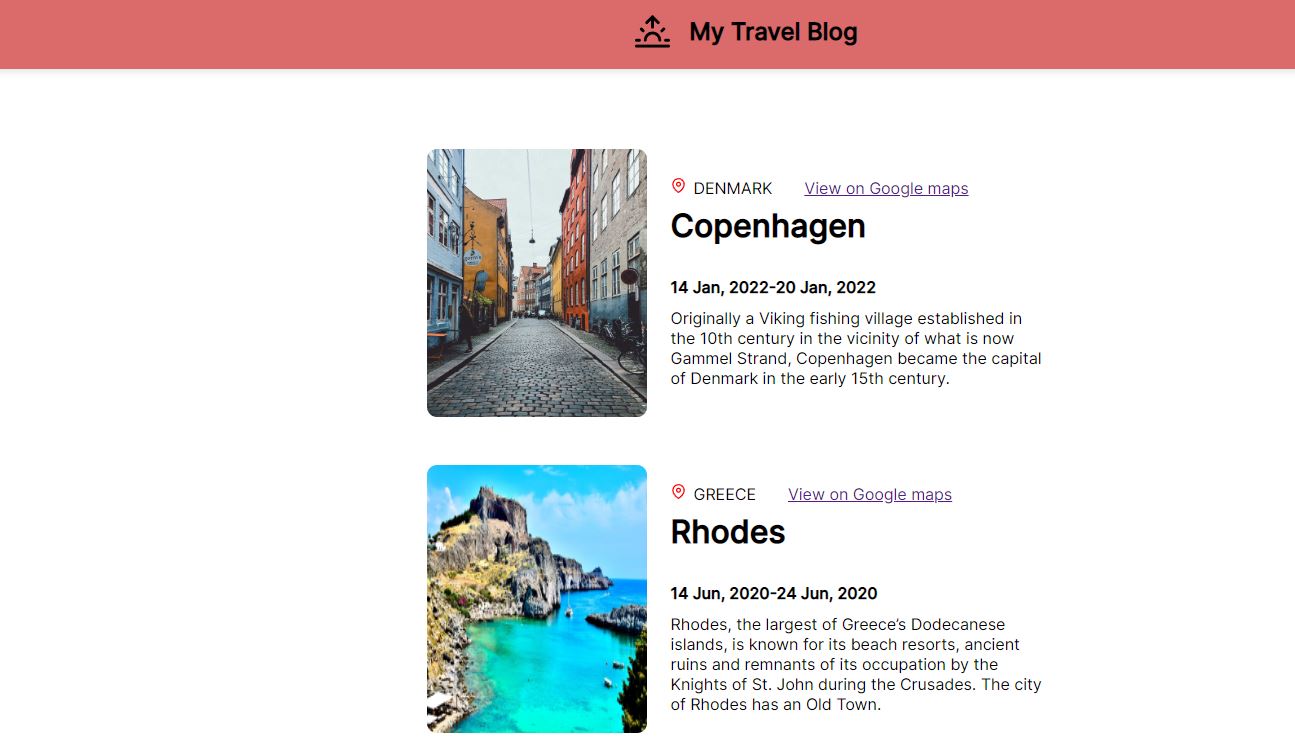 My Travel Blog
DENMARK View on Google maps
Copenhagen
14 Jan, 2022-20 Jan, 2022
Originally a Viking fishing village established in
the 10th century in the vicinity of what is now
Gammel Strand, Copenhagen became the capital
of Denmark in the early 15th century.
GREECE View on Google maps
Rhodes
14 Jun, 2020-24 Jun, 2020
Rhodes, the largest of Greece’s Dodecanese
islands, is known for its beach resorts, ancient
ruins and remnants of its occupation by the
Knights of St. John during the Crusades. The city
of Rhodes has an Old Town.